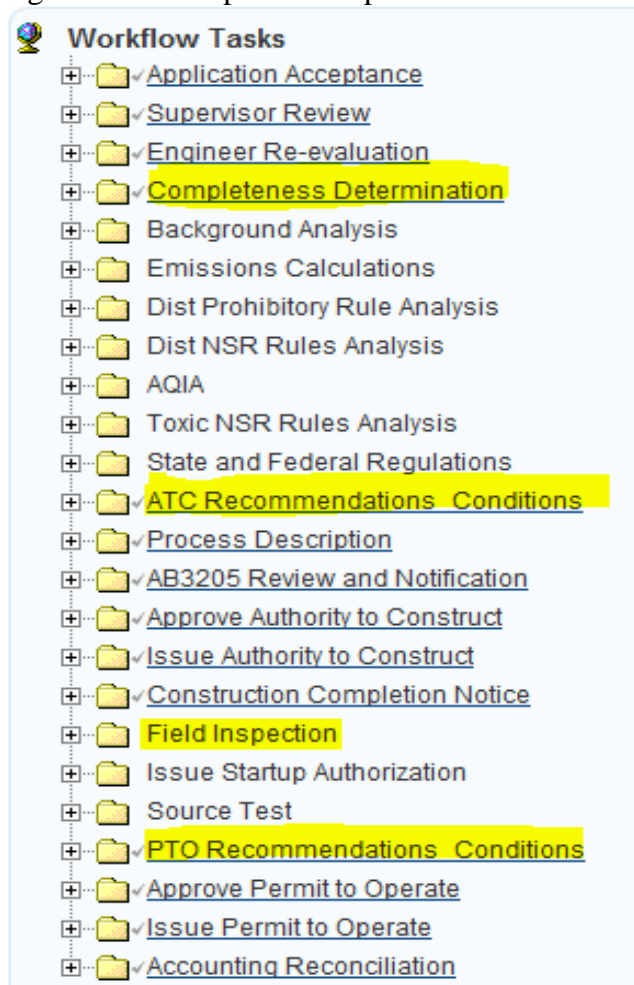 Workflow Tasks
Application Acceptance
Supervisor Review
Engineer Re-evaluation
Completeness Determination
Background Analysis
Emissions Calculations
Dist Prohibitory Rule Analysis
Dist NSR Rules Analysis
AQIA
Toxic NSR Rules Analysis
State and Federal Regulations
ATC Recommendations Conditions
Process Description
AB3205 Review and Notification
Approve Authority to Construct
Issue Authority to Construct
Construction Completion Notice
Field Inspection
Issue Startup Authorization
Source Test
PTO Recommendations Conditions
Approve Permit to Operate
Issue Permit to Operate
Accounting Reconciliation